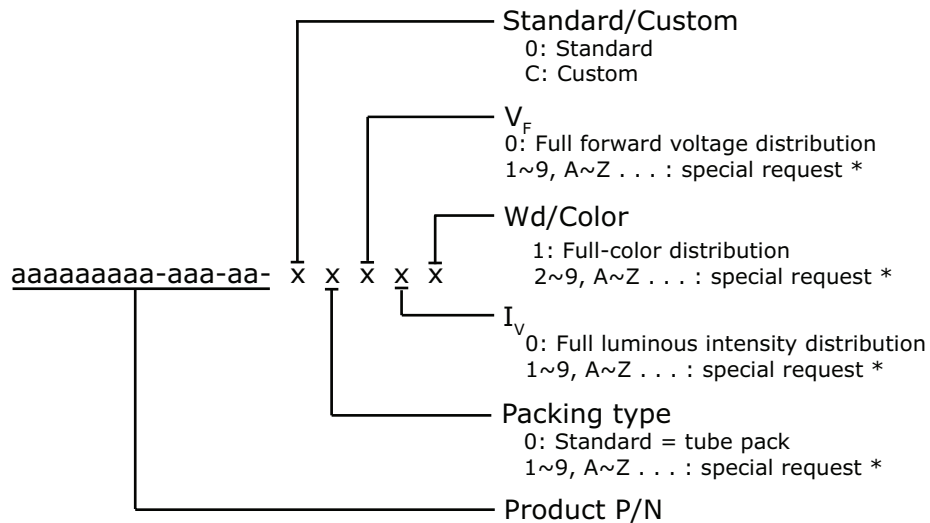 Standard/Custom
0: Standard
C: Custom
VF
0: Full forward voltage distribution
1~9, A~Z . . . : special request *
Wd/Color
1: Full-color distribution
2~9, A~Z . . . : special request *
aaaaaaaaa-aaa-aa- x x x x x
IV
0: Full luminous intensity distribution
1~9, A~Z . . . : special request *
Packing type
0: Standard = tube pack
1~9, A~Z . . . : special request *
Product P/N